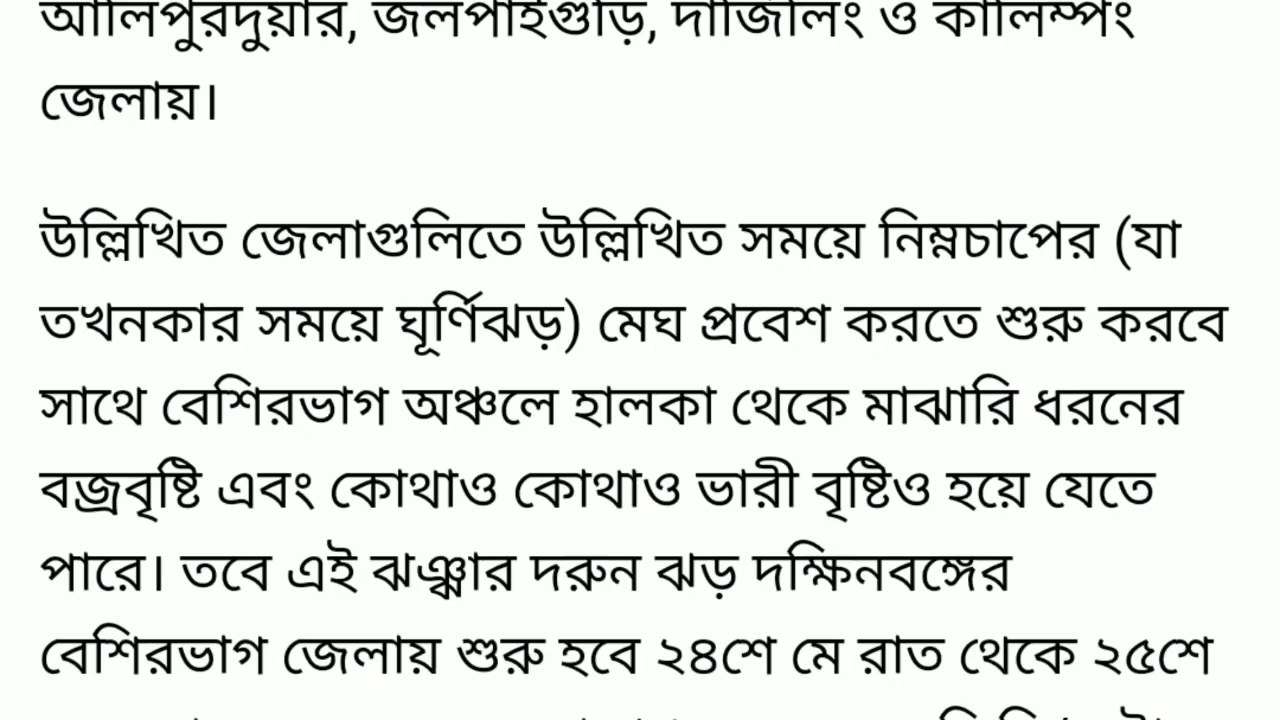 আলিপুরদুয়ার, জলপাইগুড়ি, দার্জিলিং ও কালিম্পং
জেলায়।
উল্লিখিত জেলাগুলিতে উল্লিখিত সময়ে নিম্নচাপের (যা
তখনকার সময়ে ঘূর্ণিঝড়) মেঘ প্রবেশ করতে শুরু করবে
সাথে বেশিরভাগ অঞ্চলে হালকা থেকে মাঝারি ধরনের
বজ্রবৃষ্টি এবং কোথাও কোথাও ভারী বৃষ্টিও হয়ে যেতে
পারে। তবে এই ঝঞ্ঝার দরুন ঝড় দক্ষিনবঙ্গের
বেশিরভাগ জেলায় শুরু হবে ২৪শে মে রাত থেকে ২৫শে